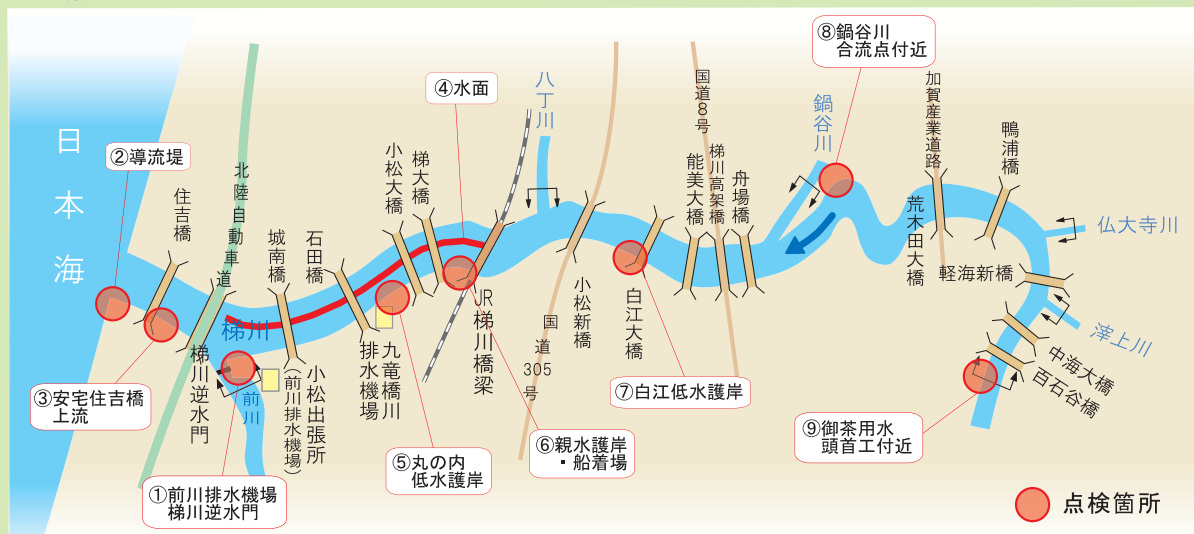 日本海
②導流堤
住吉橋
③安宅住吉橋
上流
北陸自動車道
梯川
梯川逆水門
前川
①前川排水機場
梯川逆水門
城南橋
小松出張所
(前川排水機場)
石田橋
九竜橋川
排水機場
小松大橋
梯大橋
④水面
⑤丸の内
低水護岸
JR梯川橋梁
⑥親水護岸
・船着場
八丁川
国道305号
小松新橋
白江大橋
⑦白江低水護岸
国道8号
能美大橋
梯川高架橋
舟場橋
鍋谷川
⑧鍋谷川
合流点付近
加賀産業道路
荒木田大橋
鴨浦橋
仏大寺川
軽海新橋
滓上川
中海大橋
百石谷橋
⑨御茶用水
頭首工付近
点検箇所